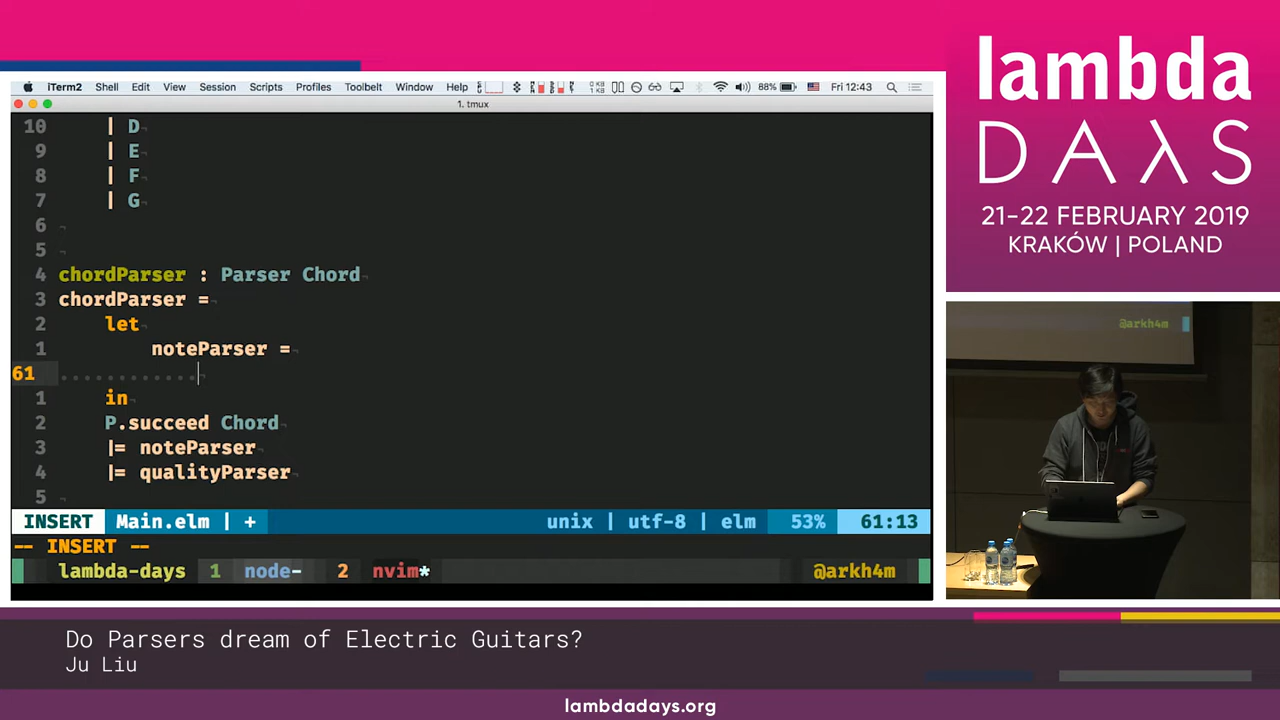 lambda
DAλS
21–22 FEBRUARY 2019
KRAKÓW | POLAND
iTerm2 Shell Edit View Session Scripts Profiles Toolbelt Window Help 88% Fri 12:43
1. tmux
10 | D
9 | E
8 | F
7 | G
6
5
4 chordParser : Parser Chord
3 chordParser =
2 let
1 noteParser =
61
1 in
2 P.succeed Chord
3 |= noteParser
4 |= qualityParser
5
INSERT Main.elm | + unix | utf-8 | elm 53% 61:13
-- INSERT --
lambda-days 1 node- 2 nvim* @arkh4m
@arkh4m
Do Parsers dream of Electric Guitars?
Ju Liu
lambdadays.org